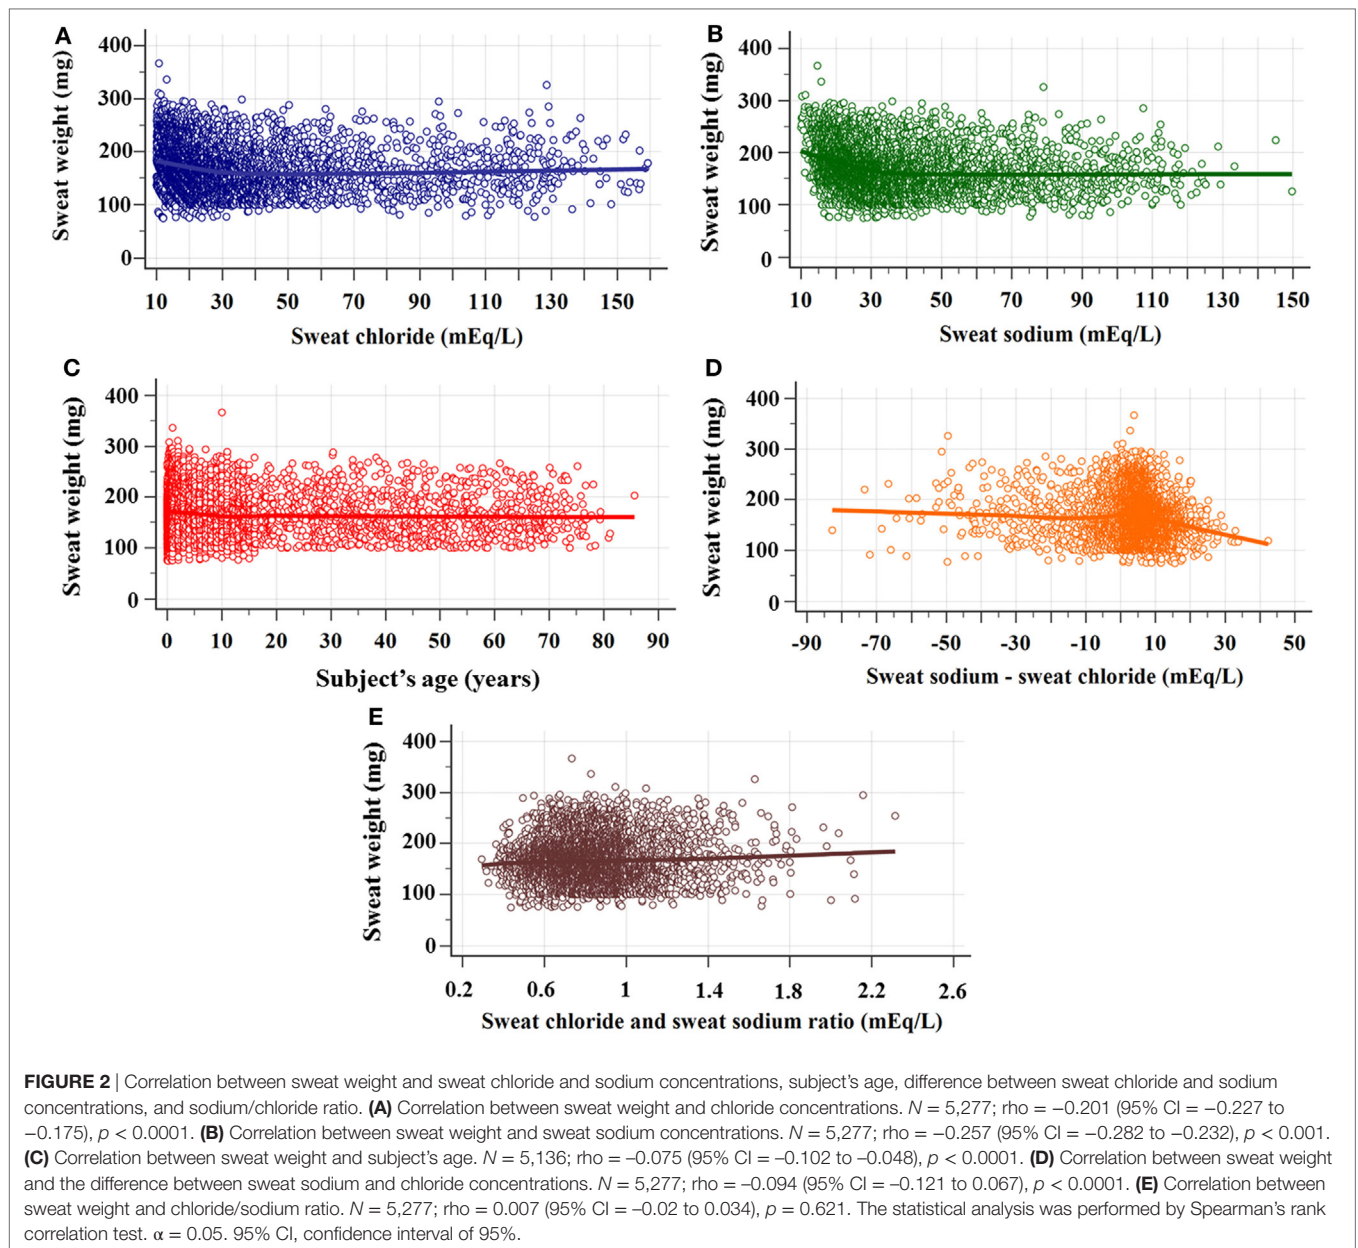 A
Sweat weight (mg)
400
300
200
100
0
10 30 50 70 90 110 130 150
Sweat chloride (mEq/L)
B
Sweat weight (mg)
400
300
200
100
0
10 30 50 70 90 110 130 150
Sweat sodium (mEq/L)
C
Sweat weight (mg)
400
300
200
100
0
0 10 20 30 40 50 60 70 80 90
Subject's age (years)
D
Sweat weight (mg)
400
300
200
100
0
-90 -70 -50 -30 -10 10 30 50
Sweat sodium - sweat chloride (mEq/L)
E
Sweat weight (mg)
400
300
200
100
0
0.2 0.6 1 1.4 1.8 2.2 2.6
Sweat chloride and sweat sodium ratio (mEq/L)
FIGURE 2 | Correlation between sweat weight and sweat chloride and sodium concentrations, subject's age, difference between sweat chloride and sodium
concentrations, and sodium/chloride ratio. (A) Correlation between sweat weight and chloride concentrations. N = 5,277; rho = −0.201 (95% CI = −0.227 to
−0.175), p < 0.0001. (B) Correlation between sweat weight and sweat sodium concentrations. N = 5,277; rho = −0.257 (95% CI = −0.282 to −0.232), p < 0.001.
(C) Correlation between sweat weight and subject's age. N = 5,136; rho = –0.075 (95% CI = –0.102 to –0.048), p < 0.0001. (D) Correlation between sweat weight
and the difference between sweat sodium and chloride concentrations. N = 5,277; rho = –0.094 (95% CI = –0.121 to 0.067), p < 0.0001. (E) Correlation between
sweat weight and chloride/sodium ratio. N = 5,277; rho = 0.007 (95% CI = –0.02 to 0.034), p = 0.621. The statistical analysis was performed by Spearman's rank
correlation test. α = 0.05. 95% CI, confidence interval of 95%.